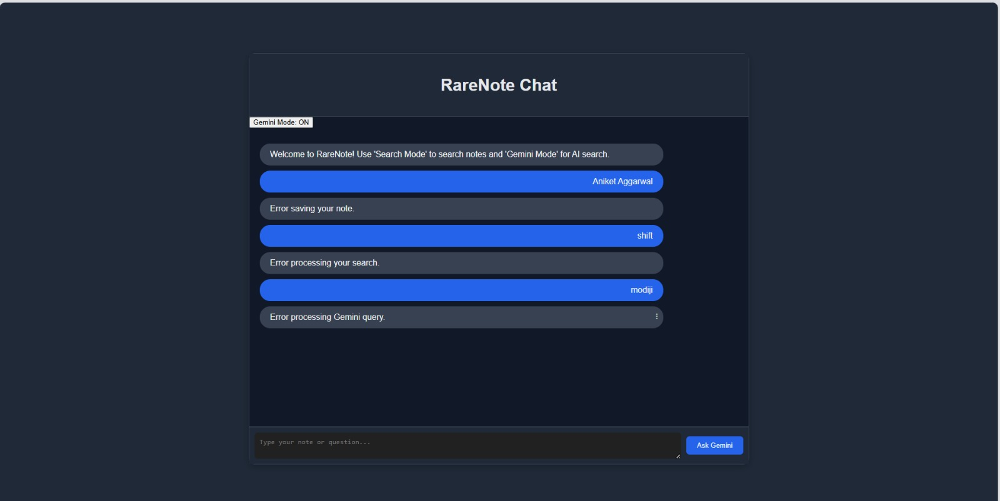 RareNote Chat
Gemini Mode: ON
Welcome to RareNote! Use 'Search Mode' to search notes and 'Gemini Mode' for AI search.
Aniket Aggarwal
Error saving your note.
shift
Error processing your search.
modiji
Error processing Gemini query.
Type your note or question...
Ask Gemini